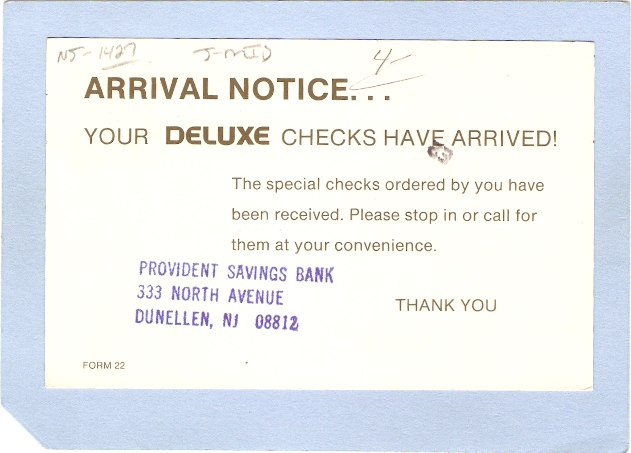 NJ-1427 J-MID 4-
ARRIVAL NOTICE...
YOUR DELUXE CHECKS HAVE ARRIVED!
The special checks ordered by you have
been received. Please stop in or call for
them at your convenience.
PROVIDENT SAVINGS BANK
333 NORTH AVENUE
DUNELLEN, NJ 08812
THANK YOU
FORM 22